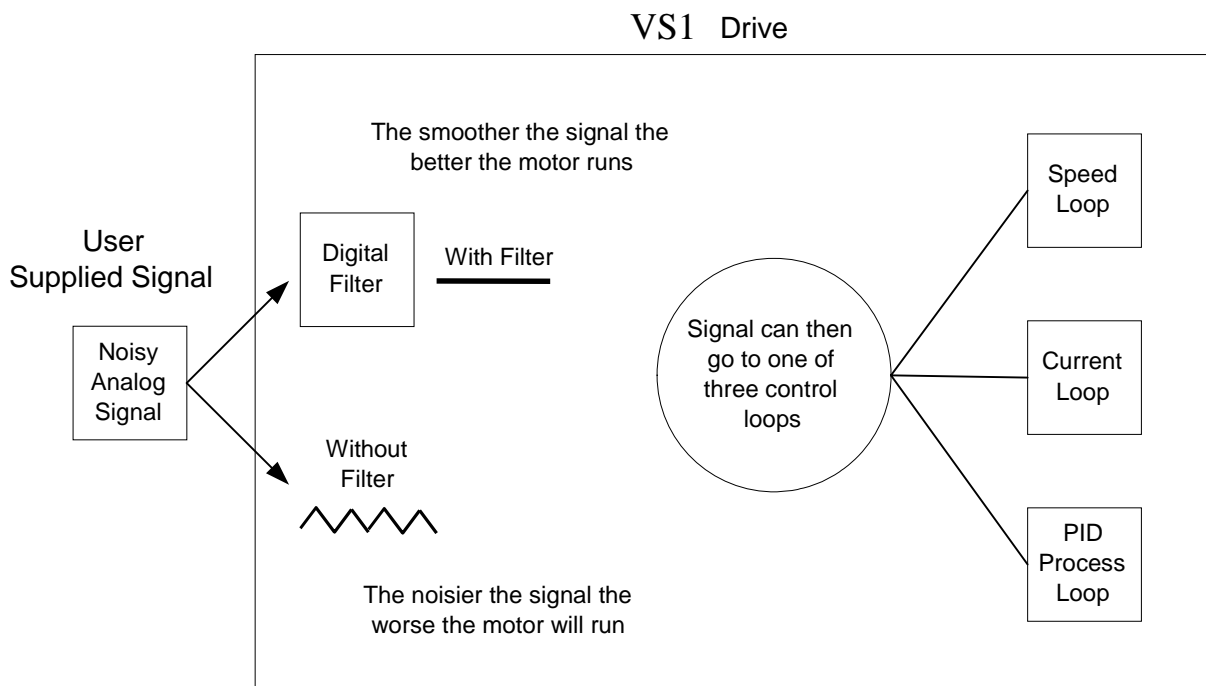 VS1 Drive
The smoother the signal the
better the motor runs
User
Supplied Signal
Noisy
Analog
Signal
Digital
Filter
With Filter
Without
Filter
The noisier the signal the
worse the motor will run
Signal can then
go to one of
three control
loops
Speed
Loop
Current
Loop
PID
Process
Loop